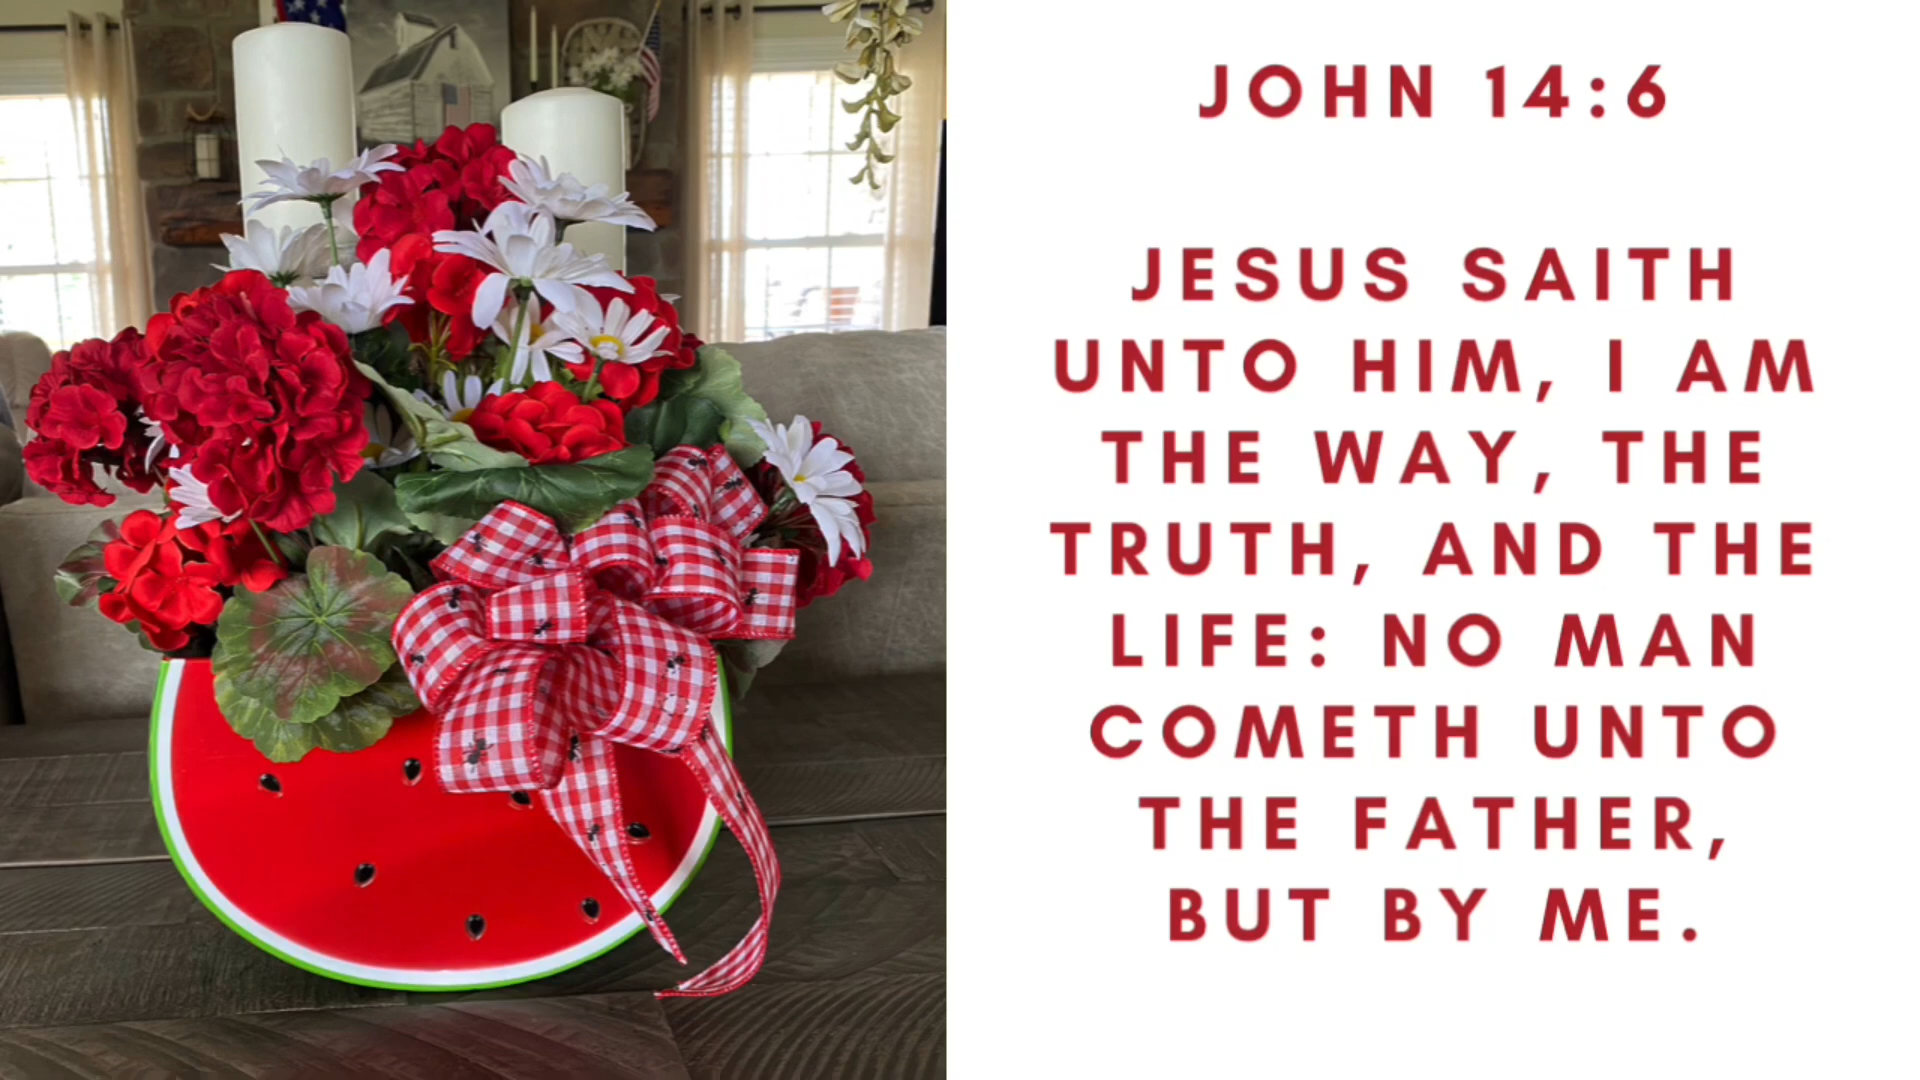 JOHN 14:6
JESUS SAITH
UNTO HIM, I AM
THE WAY, THE
TRUTH, AND THE
LIFE: NO MAN
COMETH UNTO
THE FATHER,
BUT BY ME.